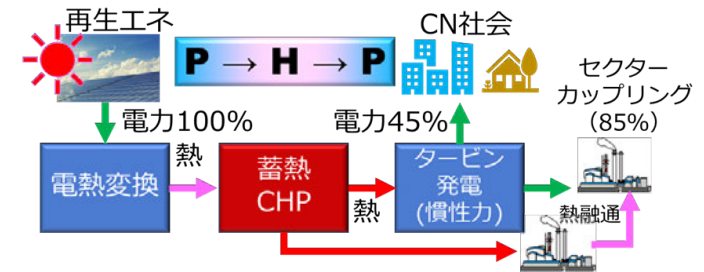 再生エネ
P → H → P
CN社会
セクター
カップリング
（85%）
電力100%
電力45%
電熱変換
熱
蓄熱
CHP
熱
タービン
発電
(慣性力)
熱融通